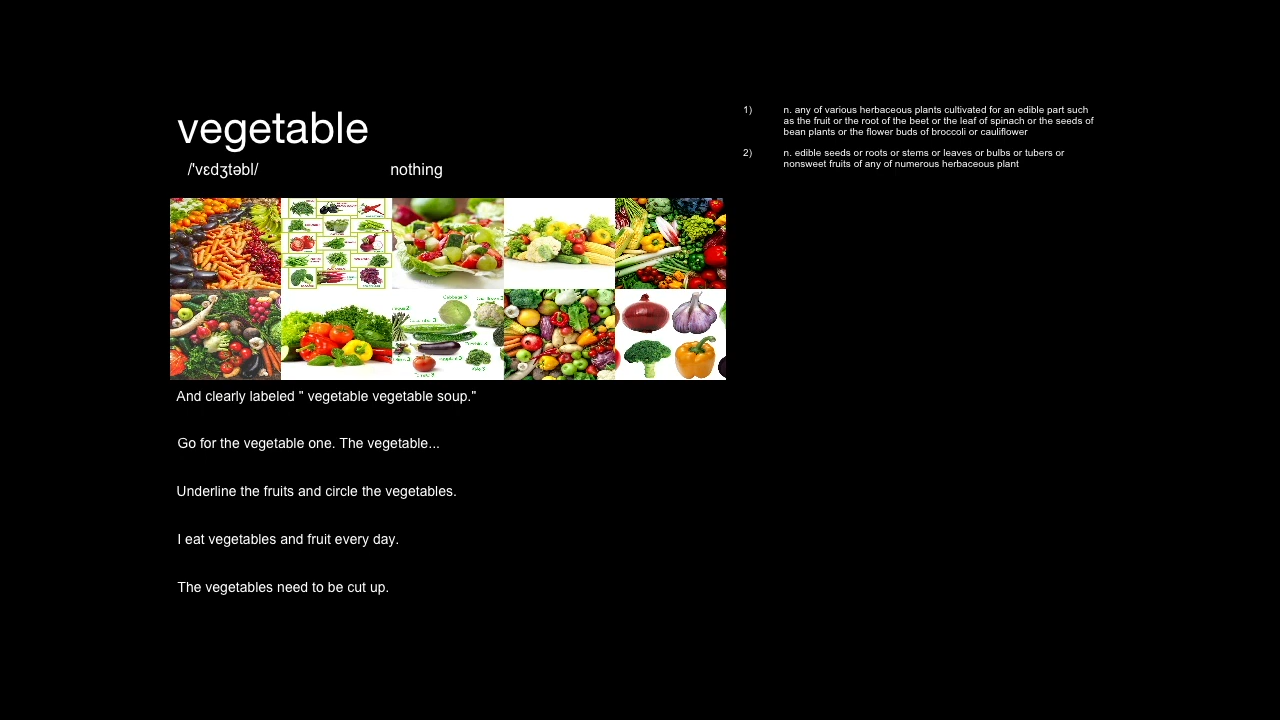 vegetable
/'vɛdʒtəbl/
nothing
1) n. any of various herbaceous plants cultivated for an edible part such
as the fruit or the root of the beet or the leaf of spinach or the seeds of
bean plants or the flower buds of broccoli or cauliflower
2) n. edible seeds or roots or stems or leaves or bulbs or tubers or
nonsweet fruits of any of numerous herbaceous plant
And clearly labeled " vegetable vegetable soup."
Go for the vegetable one. The vegetable...
Underline the fruits and circle the vegetables.
I eat vegetables and fruit every day.
The vegetables need to be cut up.